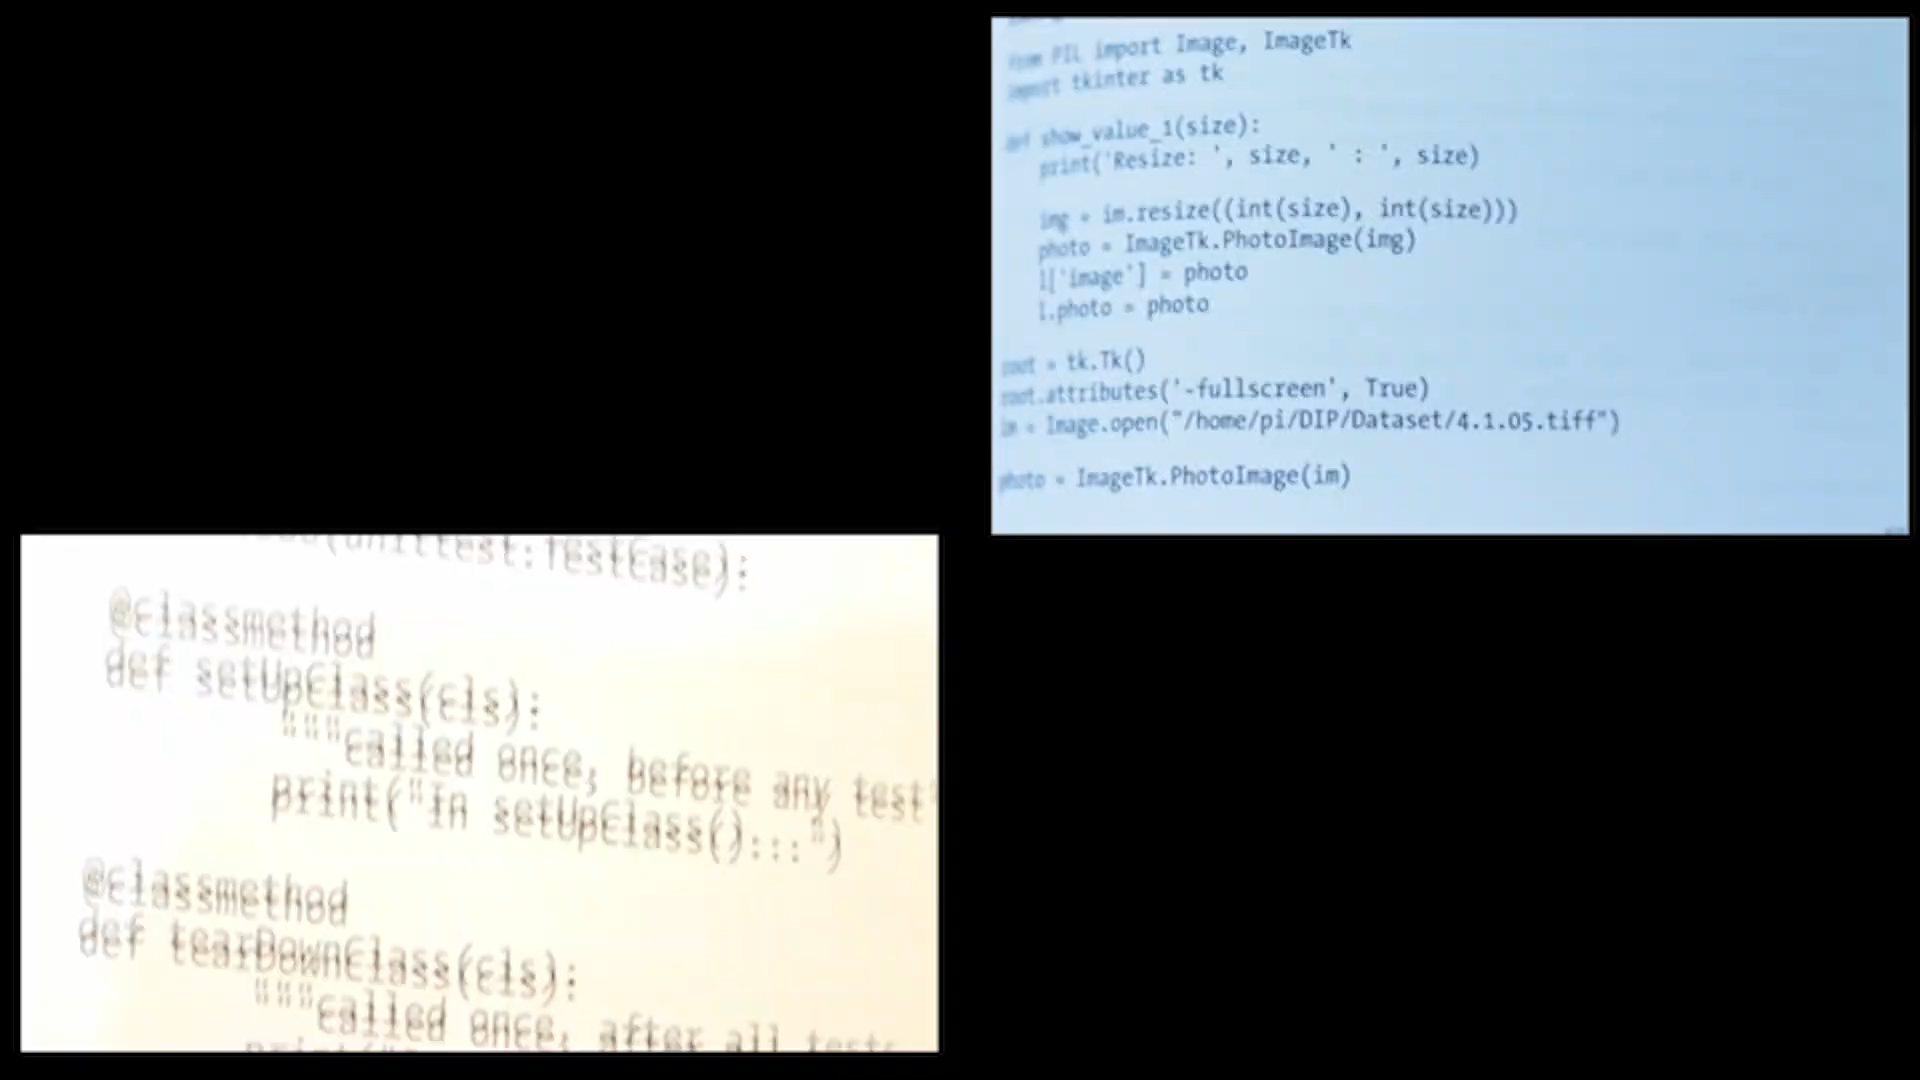 from PIL import Image, ImageTk
import tkinter as tk
def show_value_1(size):
print('Resize: ', size, ' : ', size)
img = im.resize((int(size), int(size)))
photo = ImageTk.PhotoImage(img)
l['image'] = photo
l.photo = photo
root = tk.Tk()
root.attributes('-fullscreen', True)
im = Image.open("/home/pi/DIP/Dataset/4.1.05.tiff")
photo = ImageTk.PhotoImage(im)
(unittest.TestCase):
@classmethod
def setUpClass(cls):
"""called once, before any test
print("In setUpClass()...")
@classmethod
def tearDownClass(cls):
"""called once, after all tests
print("